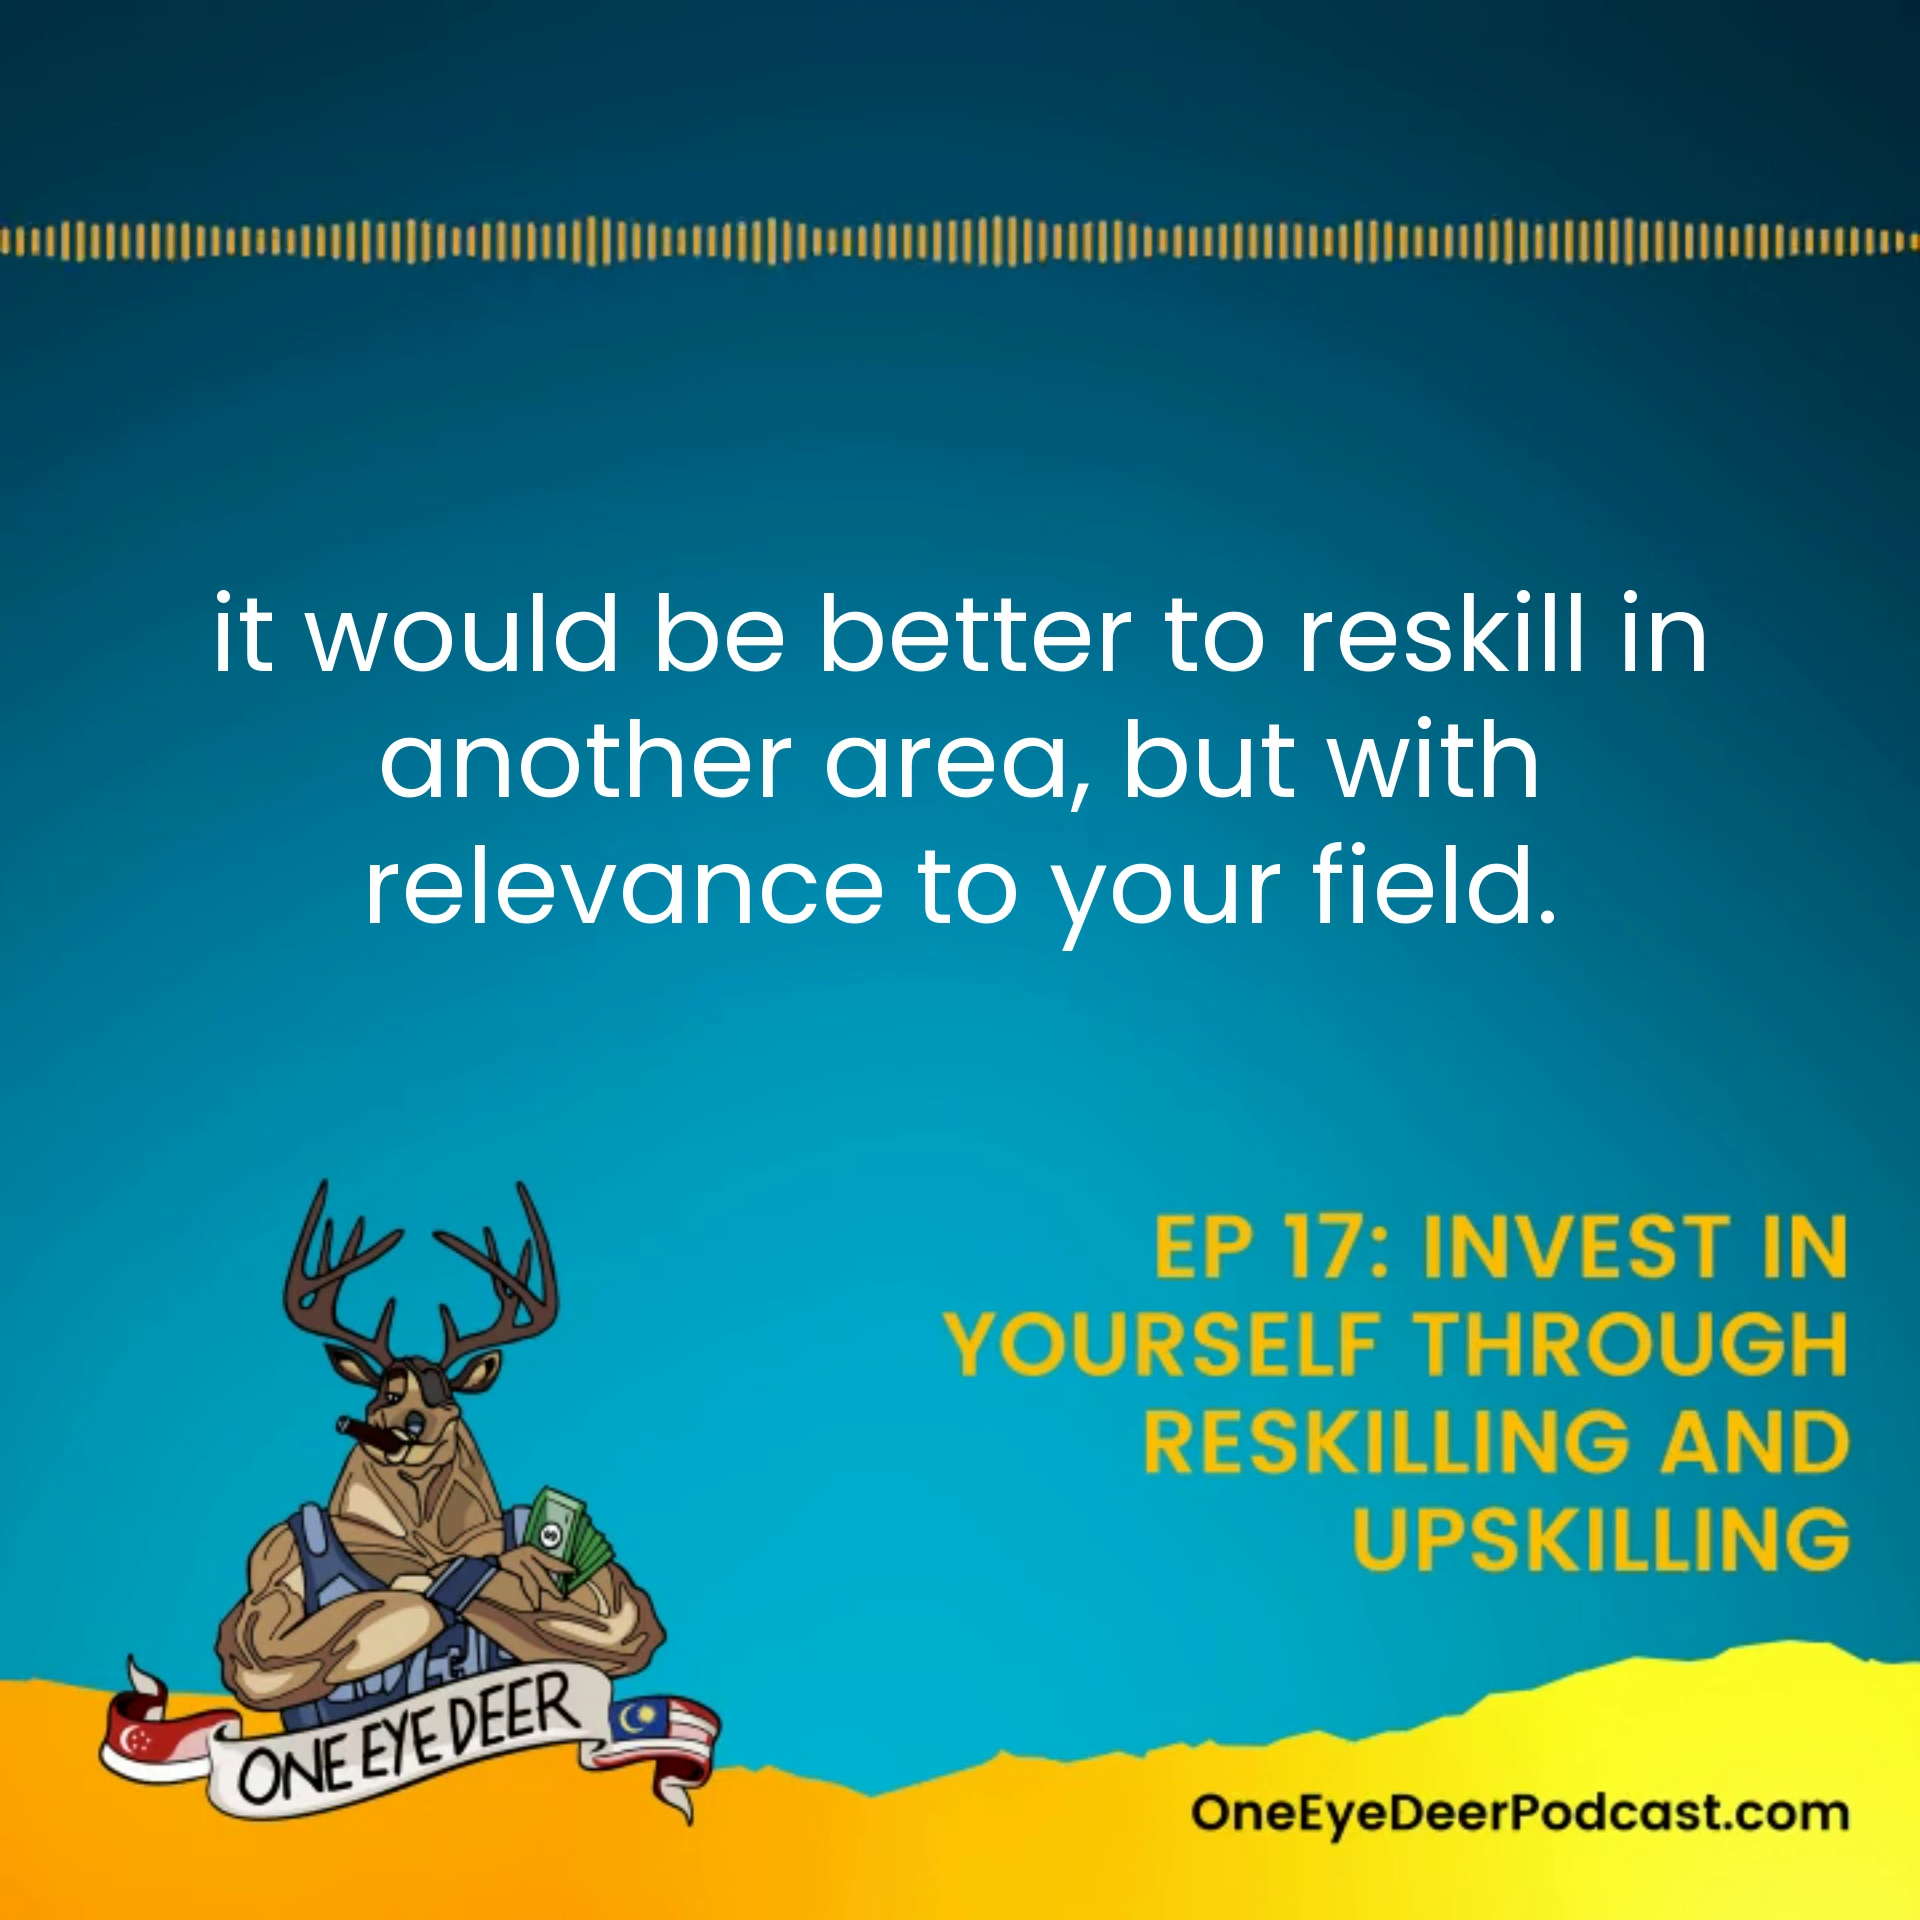 it would be better to reskill in
another area, but with
relevance to your field.
EP 17: INVEST IN
YOURSELF THROUGH
RESKILLING AND
UPSKILLING
ONE EYE DEER
OneEyeDeerPodcast.com